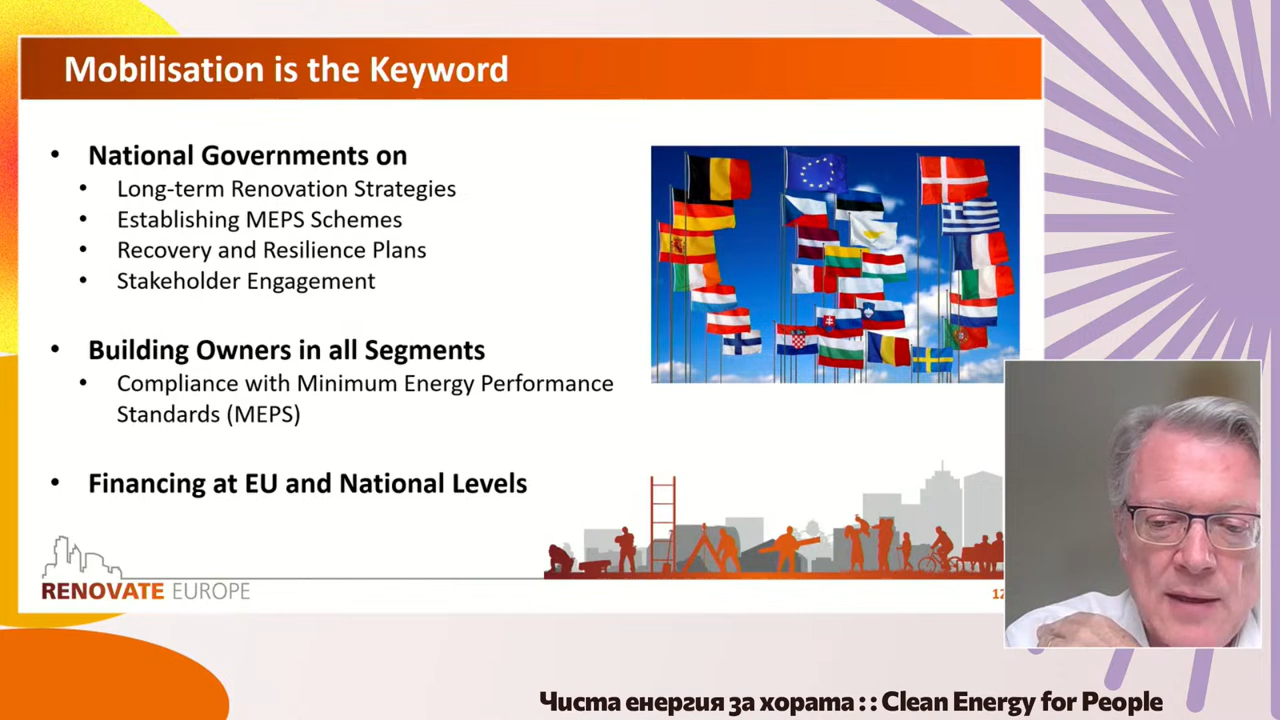 Mobilisation is the Keyword
• National Governments on
• Long-term Renovation Strategies
• Establishing MEPS Schemes
• Recovery and Resilience Plans
• Stakeholder Engagement
• Building Owners in all Segments
• Compliance with Minimum Energy Performance
Standards (MEPS)
• Financing at EU and National Levels
RENOVATE EUROPE
12
Чиста енергия за хората :: Clean Energy for People